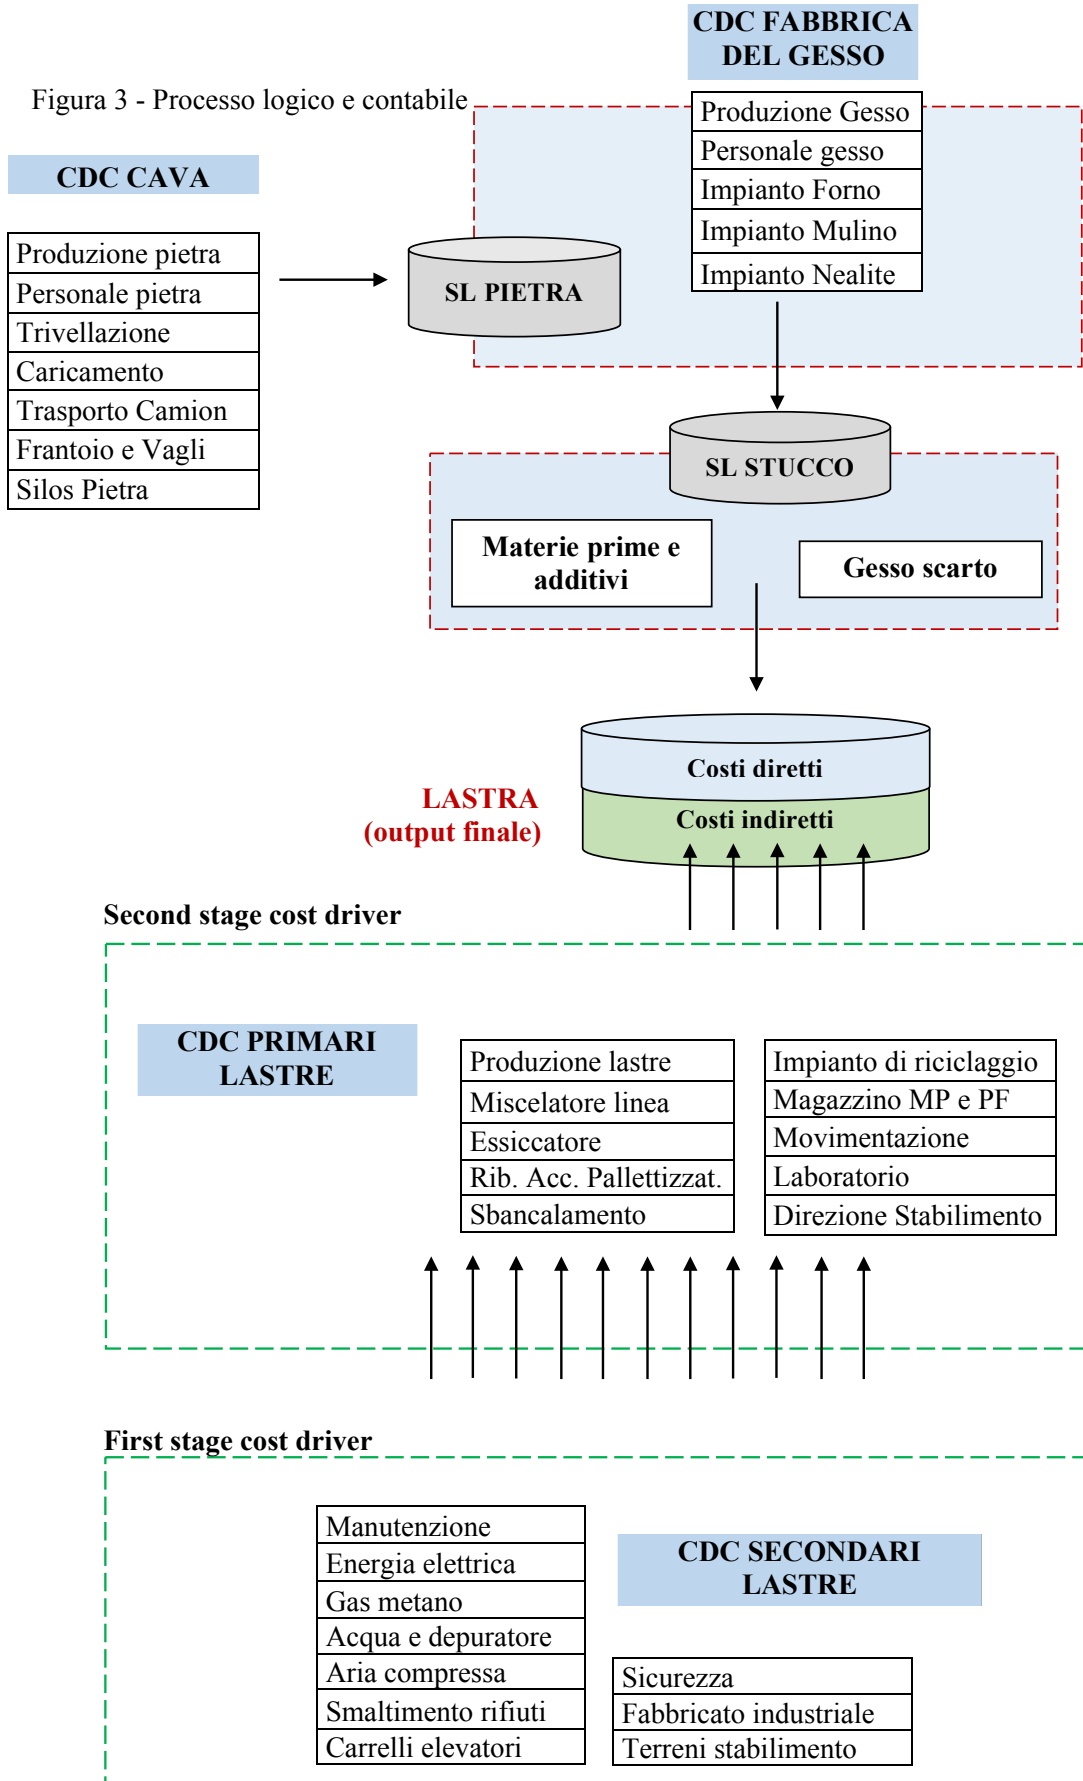 CDC FABBRICA
DEL GESSO
Figura 3 - Processo logico e contabile
Produzione Gesso
Personale gesso
Impianto Forno
Impianto Mulino
Impianto Nealite
CDC CAVA
Produzione pietra
Personale pietra
Trivellazione
Caricamento
Trasporto Camion
Frantoio e Vagli
Silos Pietra
SL PIETRA
SL STUCCO
Materie prime e
additivi
Gesso scarto
Costi diretti
LASTRA
(output finale)
Costi indiretti
Second stage cost driver
CDC PRIMARI
LASTRE
Produzione lastre
Miscelatore linea
Essiccatore
Rib. Acc. Pallettizzat.
Sbancalamento
Impianto di riciclaggio
Magazzino MP e PF
Movimentazione
Laboratorio
Direzione Stabilimento
First stage cost driver
Manutenzione
Energia elettrica
Gas metano
Acqua e depuratore
Aria compressa
Smaltimento rifiuti
Carrelli elevatori
CDC SECONDARI
LASTRE
Sicurezza
Fabbricato industriale
Terreni stabilimento